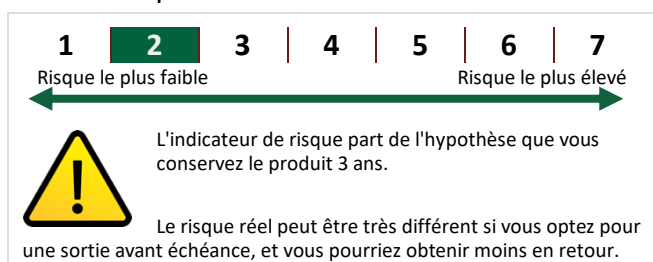 1 2 3 4 5 6 7
Risque le plus faible Risque le plus élevé
L'indicateur de risque part de l'hypothèse que vous
conservez le produit 3 ans.
Le risque réel peut être très différent si vous optez pour
une sortie avant échéance, et vous pourriez obtenir moins en retour.